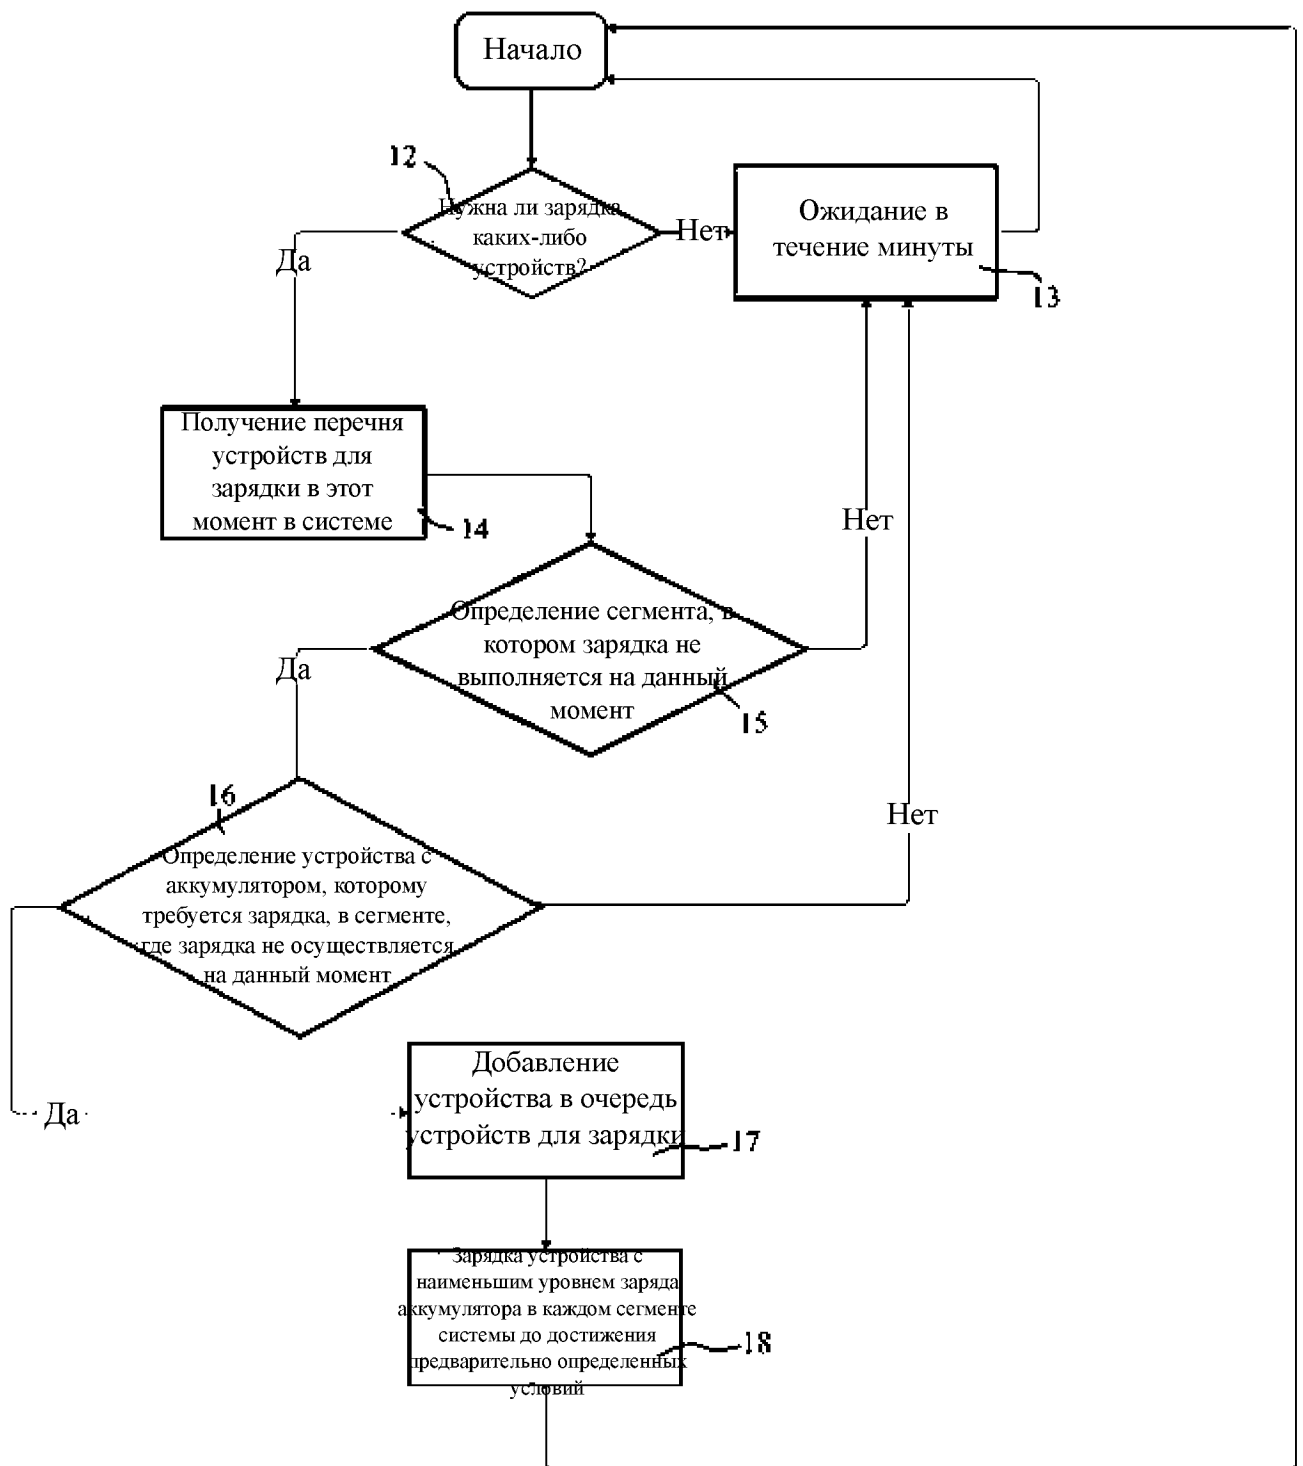 Начало
12
Нужна ли зарядка
каких-либо
устройств?
Нет
Ожидание в
течение минуты
13
Да
Получение перечня
устройств для
зарядки в этот
момент в системе
14
Нет
Определение сегмента, в
котором зарядка не
выполняется на данный
момент
15
Да
16
Определение устройства с
аккумулятором, которому
требуется зарядка, в сегменте,
где зарядка не осуществляется
на данный момент
Нет
Да
Добавление
устройства в очередь
устройств для зарядки
17
Зарядка устройства с
наименьшим уровнем заряда
аккумулятора в каждом сегменте
системы до достижения
предварительно определенных
условий
18